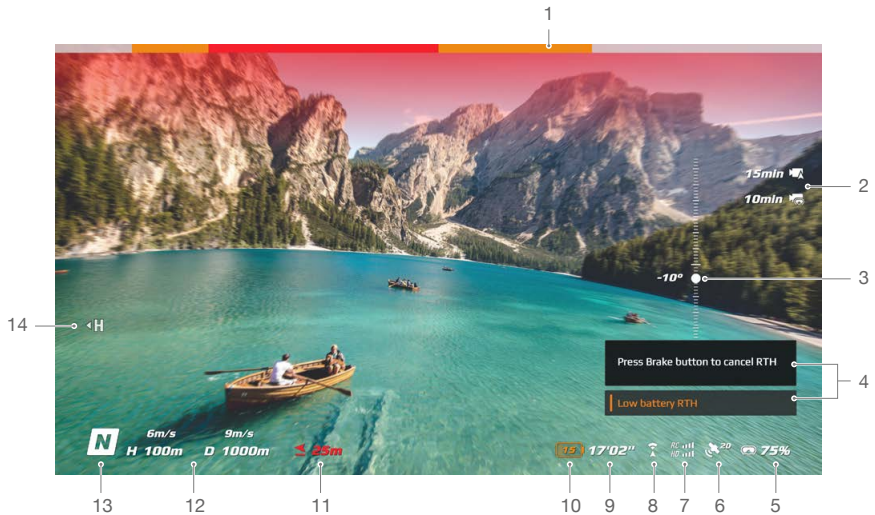 1
15min
10min
2
-10°
3
14
H
Press Brake button to cancel RTH
4
Low battery RTH
N
6m/s
9m/s
H 100m
D 1000m
25m
15
17'02"
RC
HD
2D
75%
13
12
11
10
9
8
7
6
5